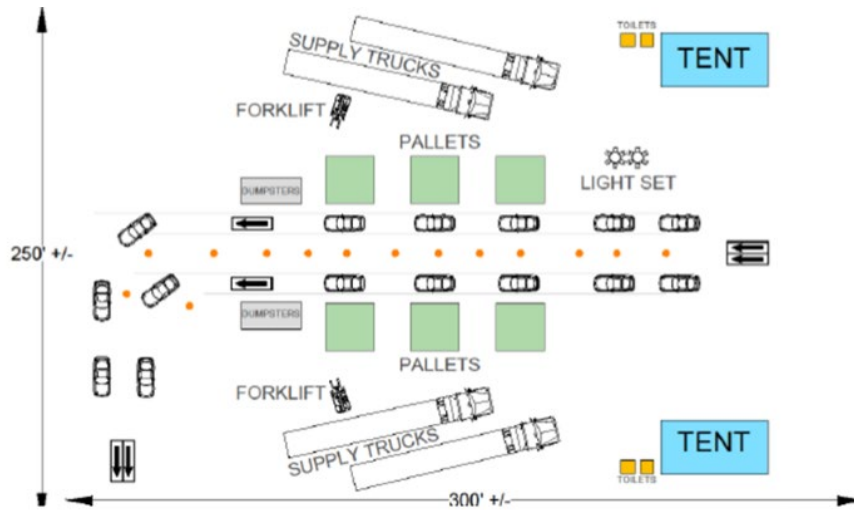 TOILETS
TENT
SUPPLY TRUCKS
FORKLIFT
PALLETS
LIGHT SET
DUMPSTERS
250' +/-
DUMPSTERS
PALLETS
FORKLIFT
SUPPLY TRUCKS
TENT
TOILETS
300' +/-